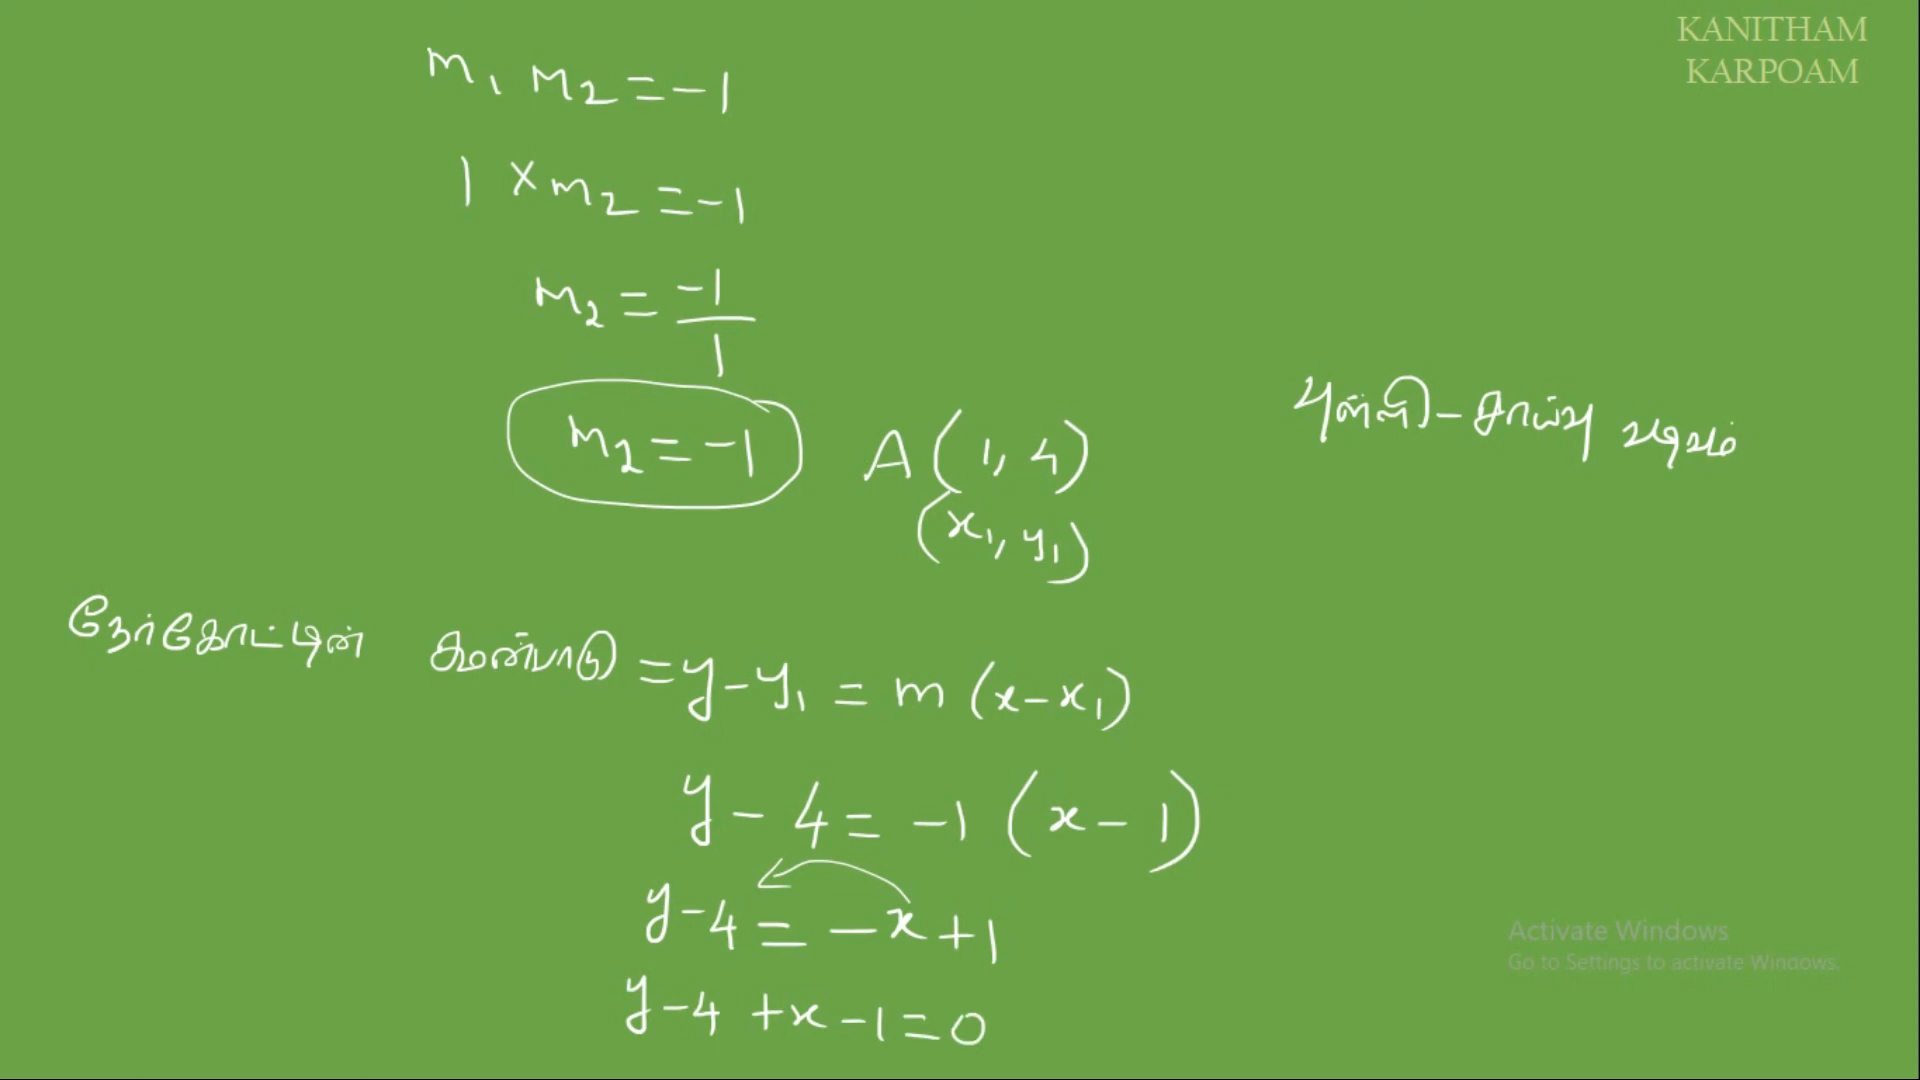 KANITHAM
KARPOAM
m₁ m₂ = -1
1 × m₂ = -1
m₂ = -1/1
m₂ = -1 A(1, 4)
(x₁, y₁)
புள்ளி-சாய்வு வடிவம்
நேர்கோட்டின் சமன்பாடு = y - y₁ = m (x - x₁)
y - 4 = -1 (x - 1)
y - 4 = -x + 1
y - 4 + x - 1 = 0
Activate Windows
Go to Settings to activate Windows.